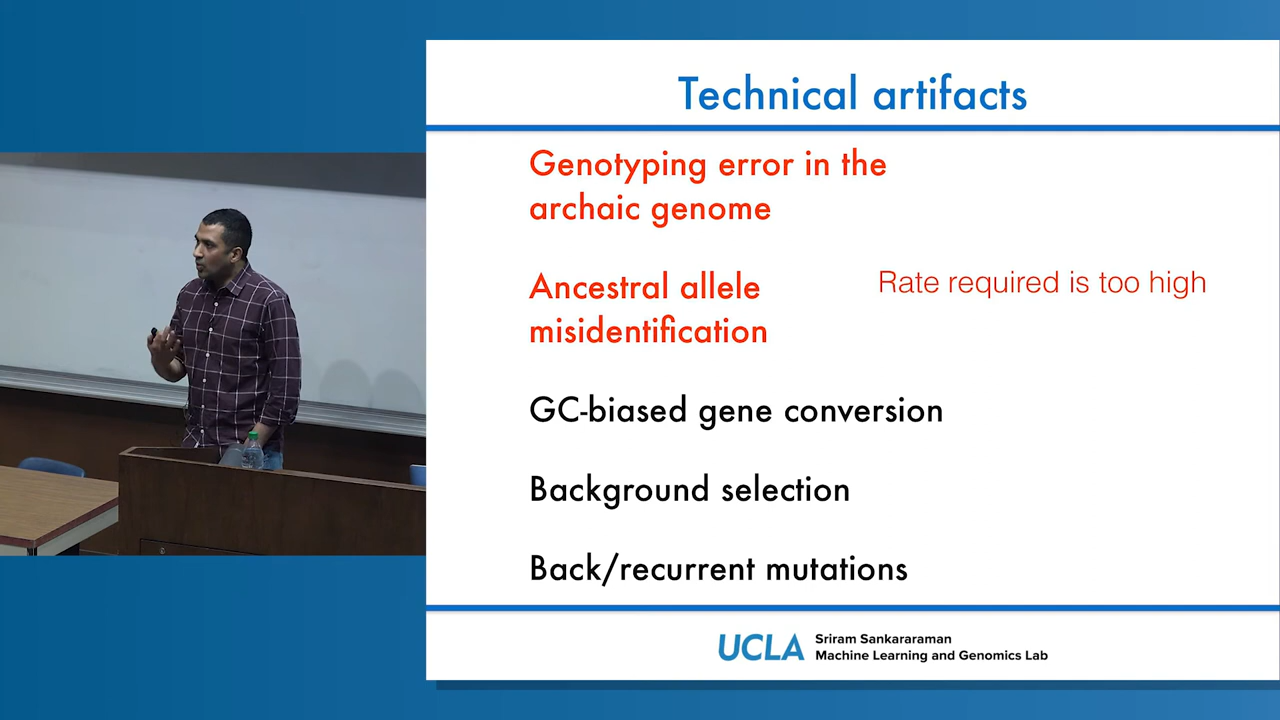 Technical artifacts
Genotyping error in the
archaic genome
Ancestral allele
misidentification
Rate required is too high
GC-biased gene conversion
Background selection
Back/recurrent mutations
UCLA
Sriram Sankararaman
Machine Learning and Genomics Lab